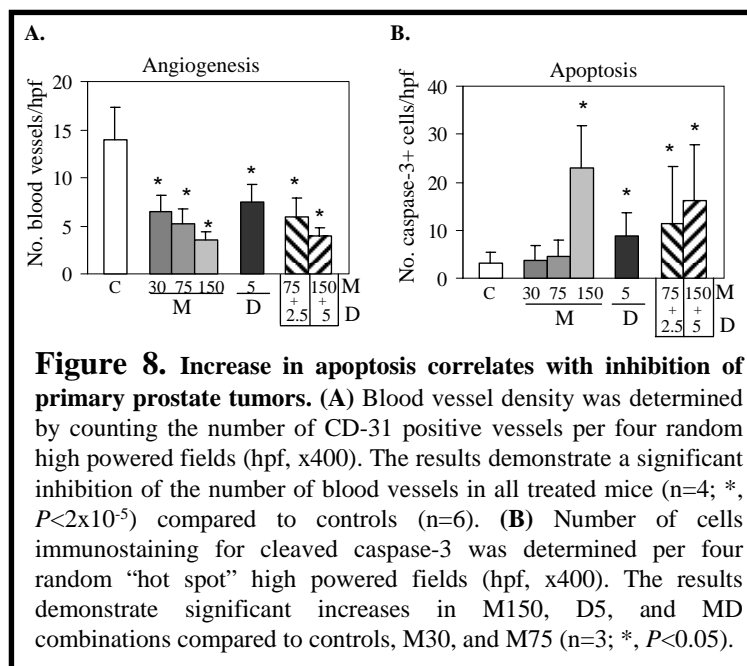 A.
B.
Angiogenesis
Apoptosis
No. blood vessels/hpf
20
15
10
5
0
* * * * * *
C 30 75 150 5 75 + 2.5 150 + 5 M D
M D
No. caspase-3+ cells/hpf
40
30
20
10
0
* * * *
C 30 75 150 5 75 + 2.5 150 + 5 M D
M D
Figure 8. Increase in apoptosis correlates with inhibition of
primary prostate tumors. (A) Blood vessel density was determined
by counting the number of CD-31 positive vessels per four random
high powered fields (hpf, x400). The results demonstrate a significant
inhibition of the number of blood vessels in all treated mice (n=4; *,
P<2x10-5) compared to controls (n=6). (B) Number of cells
immunostaining for cleaved caspase-3 was determined per four
random “hot spot” high powered fields (hpf, x400). The results
demonstrate significant increases in M150, D5, and MD
combinations compared to controls, M30, and M75 (n=3; *, P<0.05).